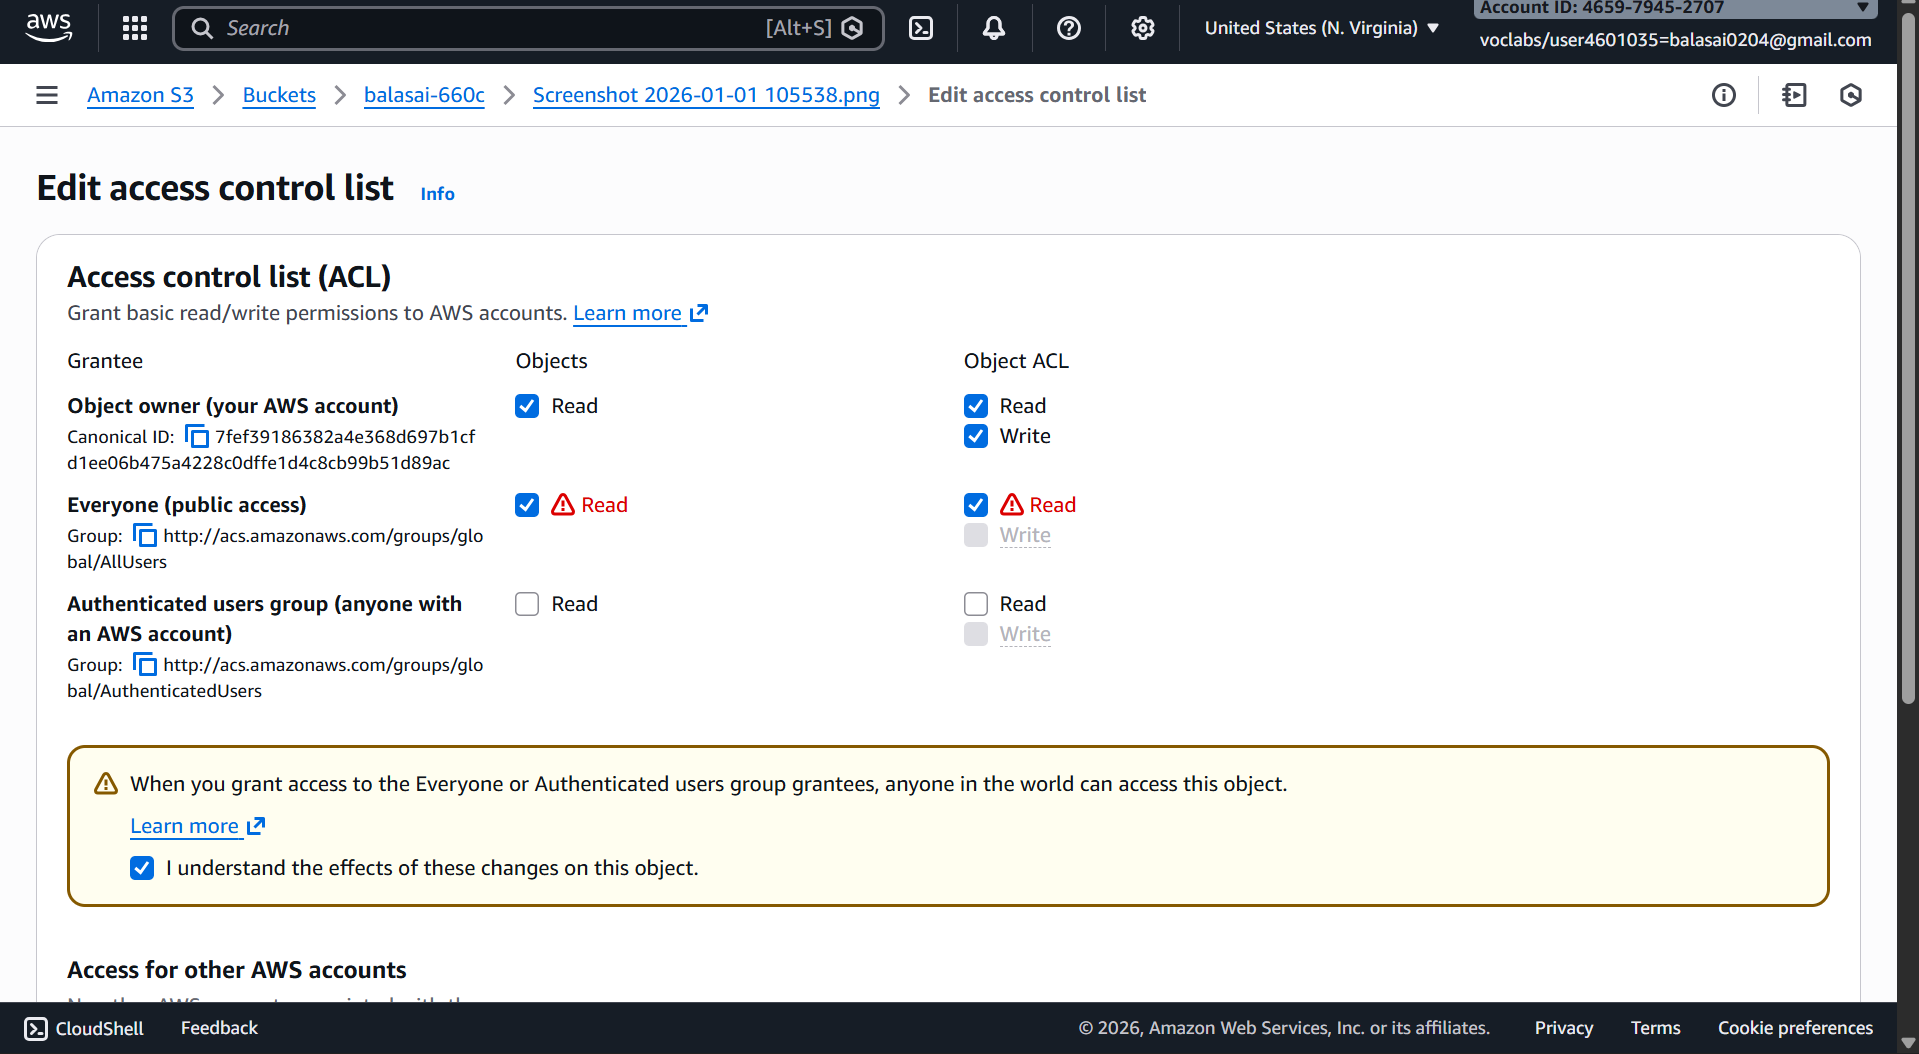 aws
Search
[Alt+S]
United States (N. Virginia)
Account ID: 4659-7945-2707
voclabs/user4601035=balasai0204@gmail.com
Amazon S3
Buckets
balasai-660c
Screenshot 2026-01-01 105538.png
Edit access control list
Edit access control list
Info
Access control list (ACL)
Grant basic read/write permissions to AWS accounts. Learn more
Grantee
Objects
Object ACL
Object owner (your AWS account)
Canonical ID: 7fef39186382a4e368d697b1cf
d1ee06b475a4228c0dffe1d4c8cb99b51d89ac
Read
Read
Write
Everyone (public access)
Group: http://acs.amazonaws.com/groups/glo
bal/AllUsers
Read
Read
Write
Authenticated users group (anyone with
an AWS account)
Group: http://acs.amazonaws.com/groups/glo
bal/AuthenticatedUsers
Read
Read
Write
When you grant access to the Everyone or Authenticated users group grantees, anyone in the world can access this object.
Learn more
I understand the effects of these changes on this object.
Access for other AWS accounts
CloudShell
Feedback
© 2026, Amazon Web Services, Inc. or its affiliates.
Privacy
Terms
Cookie preferences